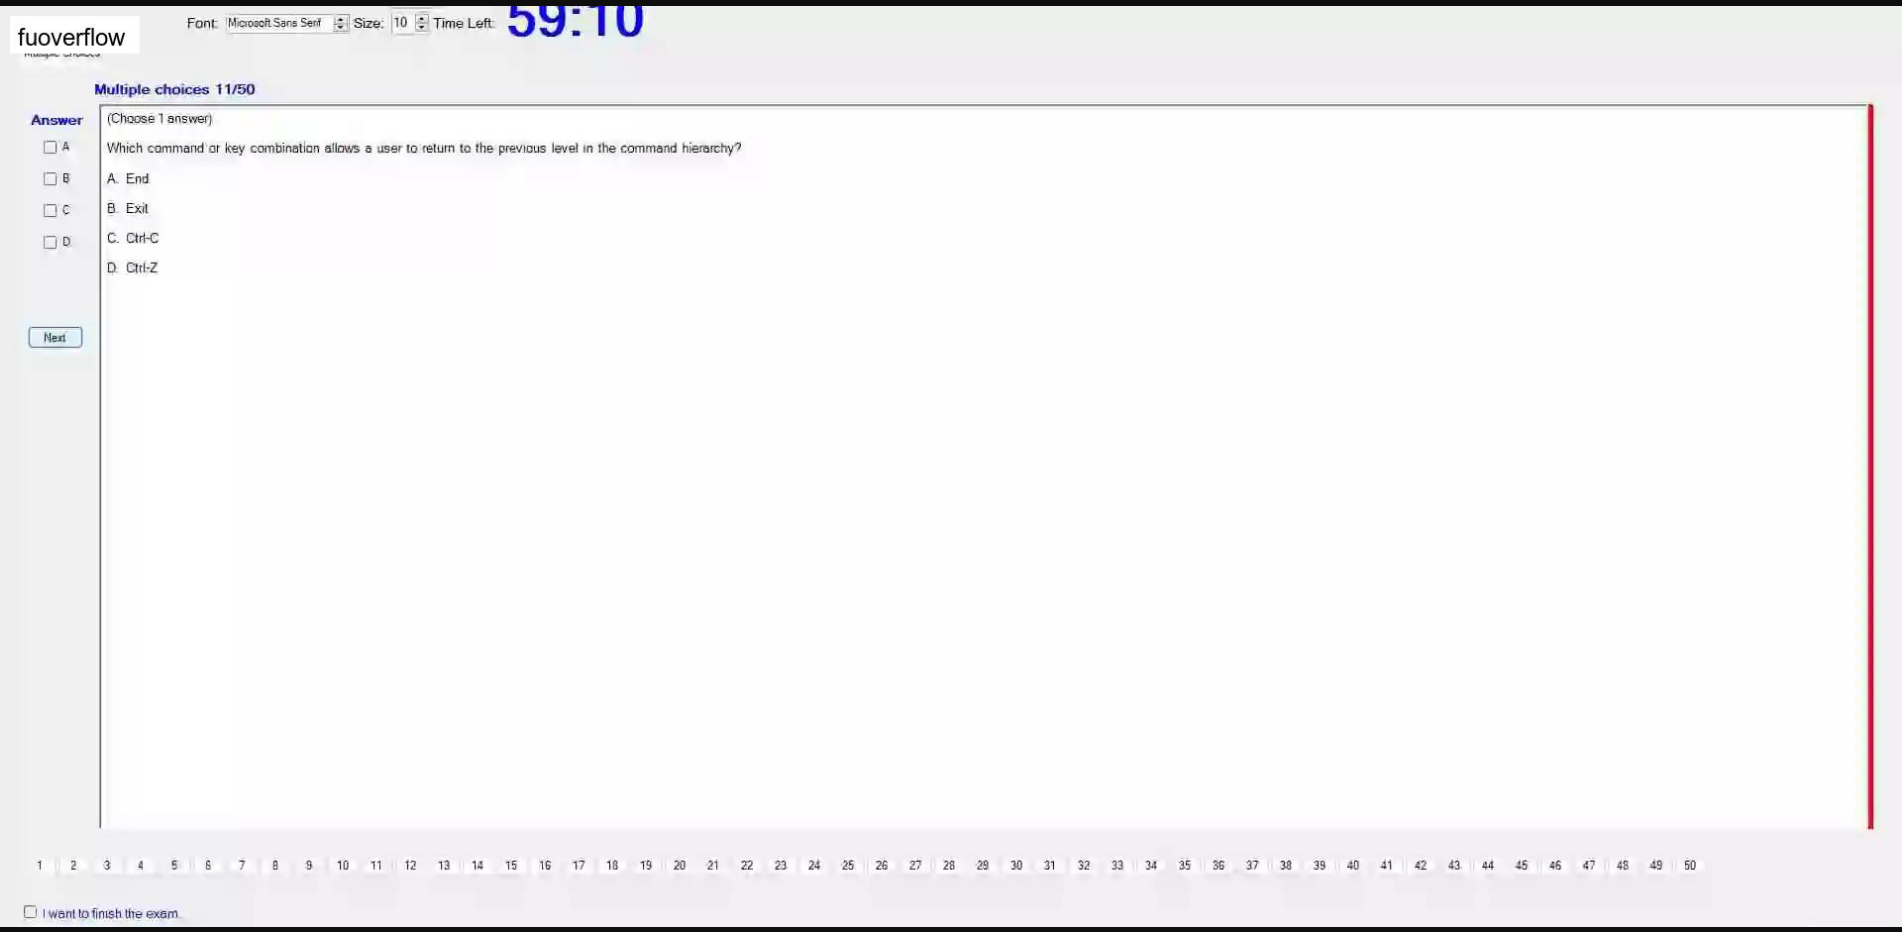 Font: Microsoft Sans Serif Size: 10 Time Left: 59:10
fuoverflow
Multiple choices
Multiple choices 11/50
Answer
(Choose 1 answer)
A
Which command or key combination allows a user to return to the previous level in the command hierarchy?
B
A. End
C
B. Exit
D
C. Ctrl-C
D. Ctrl-Z
Next
1 2 3 4 5 6 7 8 9 10 11 12 13 14 15 16 17 18 19 20 21 22 23 24 25 26 27 28 29 30 31 32 33 34 35 36 37 38 39 40 41 42 43 44 45 46 47 48 49 50
I want to finish the exam.